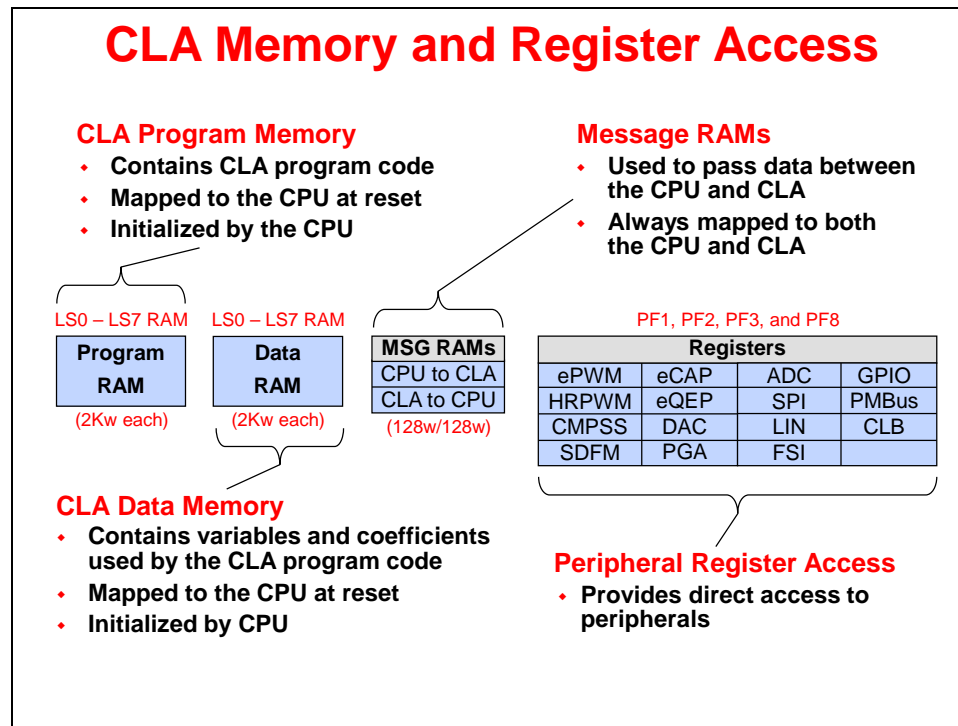 CLA Memory and Register Access
CLA Program Memory
• Contains CLA program code
• Mapped to the CPU at reset
• Initialized by the CPU
Message RAMs
• Used to pass data between
the CPU and CLA
• Always mapped to both
the CPU and CLA
LS0 – LS7 RAM
Program
RAM
(2Kw each)
LS0 – LS7 RAM
Data
RAM
(2Kw each)
MSG RAMs
CPU to CLA
CLA to CPU
(128w/128w)
PF1, PF2, PF3, and PF8
Registers
ePWM eCAP ADC GPIO
HRPWM eQEP SPI PMBus
CMPSS DAC LIN CLB
SDFM PGA FSI
CLA Data Memory
• Contains variables and coefficients
used by the CLA program code
• Mapped to the CPU at reset
• Initialized by CPU
Peripheral Register Access
• Provides direct access to
peripherals